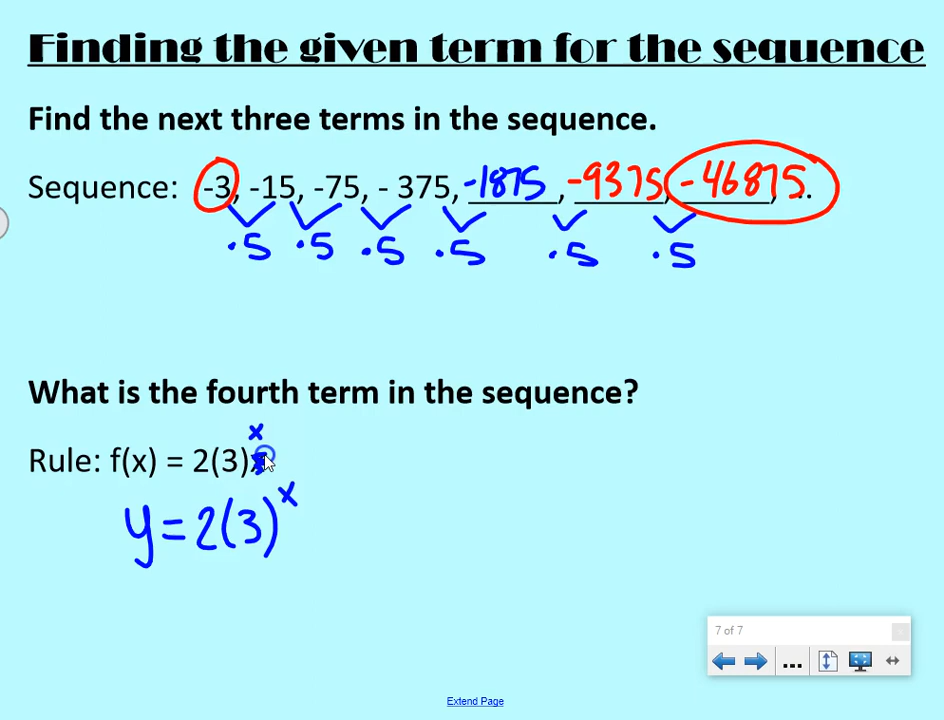 Finding the given term for the sequence
Find the next three terms in the sequence.
Sequence: -3, -15, -75, - 375, -1875, -9375, -46875, ...
·5 ·5 ·5 ·5 ·5 ·5
What is the fourth term in the sequence?
x
Rule: f(x) = 2(3)
y = 2(3)^x
7 of 7
...
Extend Page